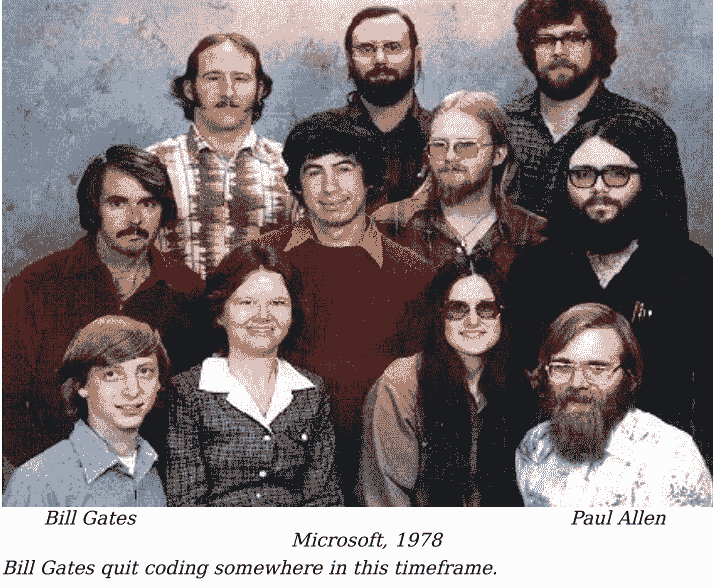 Bill Gates Paul Allen
Microsoft, 1978
Bill Gates quit coding somewhere in this timeframe.